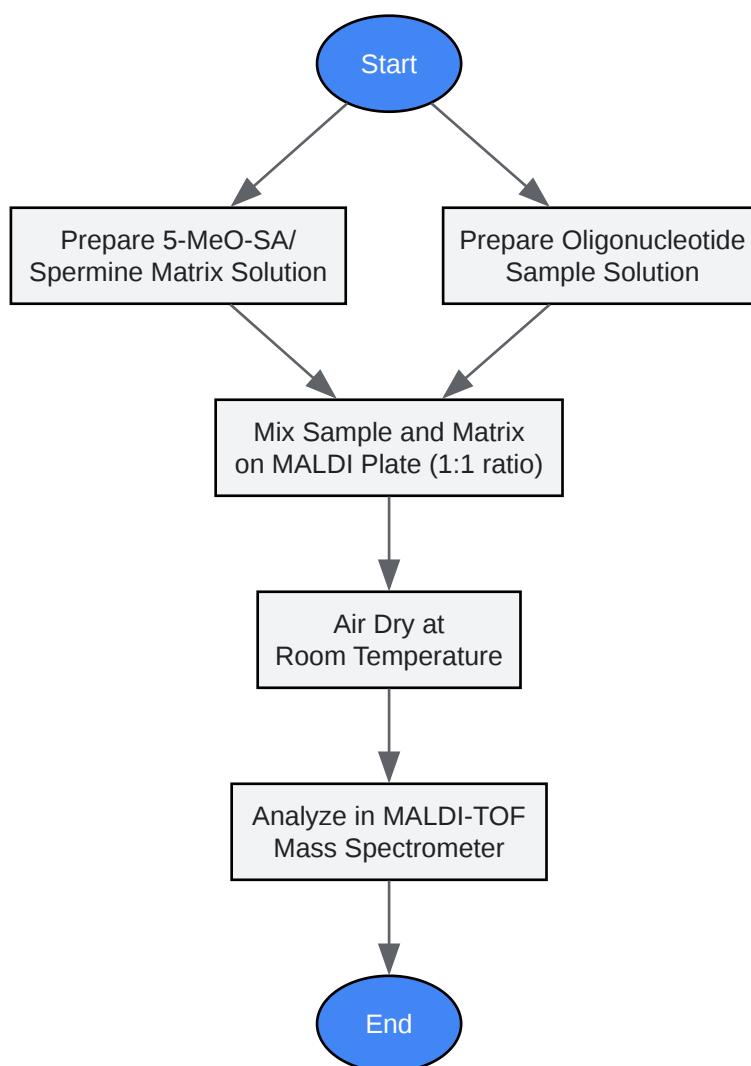 Start
Prepare 5-MeO-SA/
Spermine Matrix Solution
Prepare Oligonucleotide
Sample Solution
Mix Sample and Matrix
on MALDI Plate (1:1 ratio)
Air Dry at
Room Temperature
Analyze in MALDI-TOF
Mass Spectrometer
End